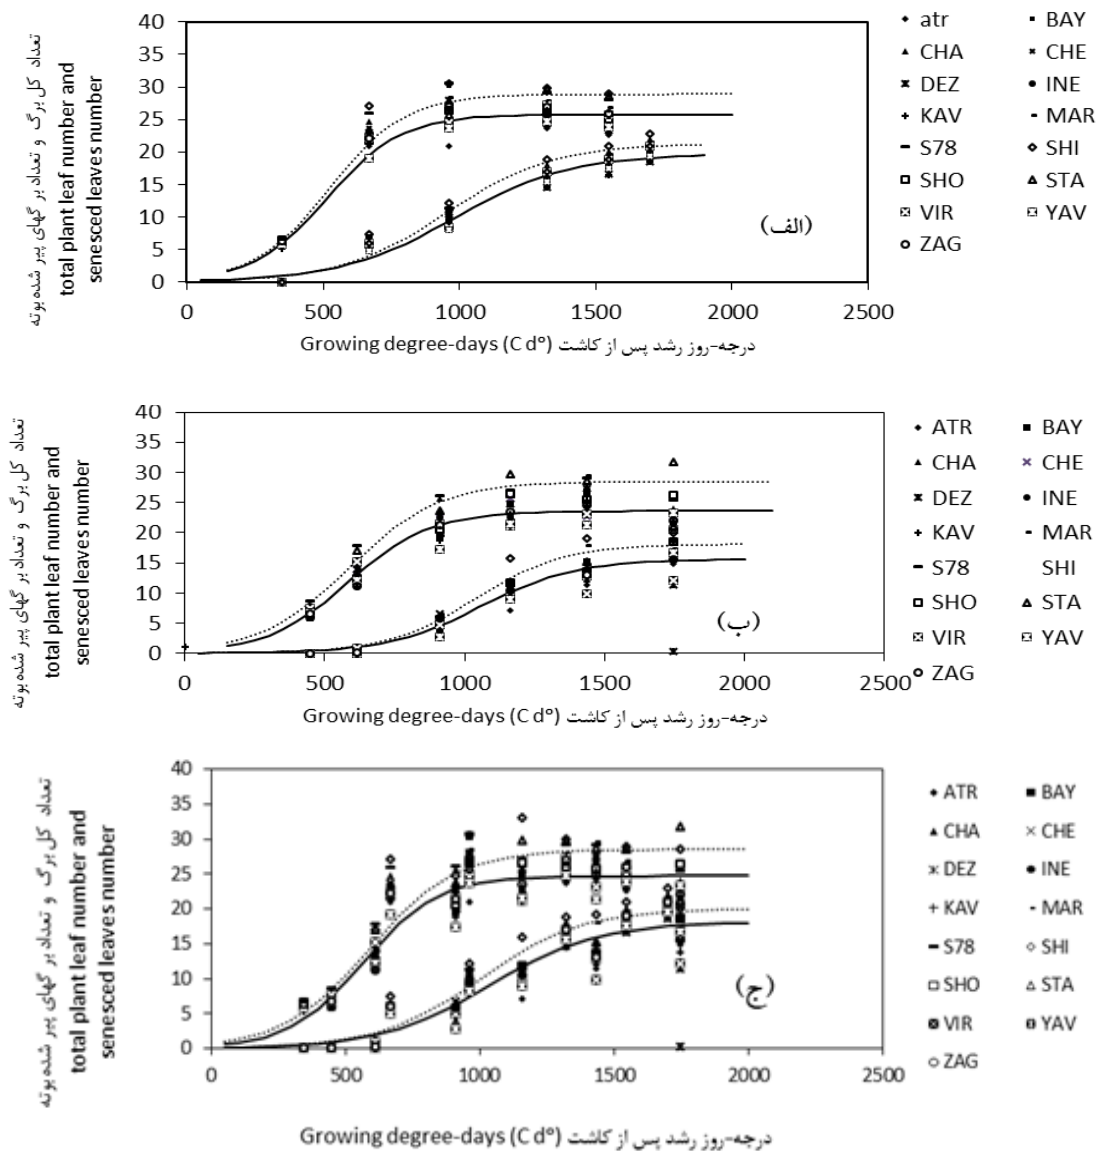 تعداد کل برگ و تعداد برگهای پیر شده بوته
total plant leaf number and
senesced leaves number
40
35
30
25
20
15
10
5
0
0 500 1000 1500 2000 2500
(الف)
Growing degree-days (C d°) درجه-روز رشد پس از کاشت
atr BAY
CHA CHE
DEZ INE
KAV MAR
S78 SHI
SHO STA
VIR YAV
ZAG
تعداد کل برگ و تعداد برگهای پیر شده بوته
total plant leaf number and
senesced leaves number
40
35
30
25
20
15
10
5
0
0 500 1000 1500 2000 2500
(ب)
Growing degree-days (C d°) درجه-روز رشد پس از کاشت
ATR BAY
CHA CHE
DEZ INE
KAV MAR
S78 SHI
SHO STA
VIR YAV
ZAG
تعداد کل برگ و تعداد برگهای پیر شده بوته
total plant leaf number and
senesced leaves number
40
35
30
25
20
15
10
5
0
0 500 1000 1500 2000 2500
(ج)
Growing degree-days (C d°) درجه-روز رشد پس از کاشت
ATR BAY
CHA CHE
DEZ INE
KAV MAR
S78 SHI
SHO STA
VIR YAV
ZAG